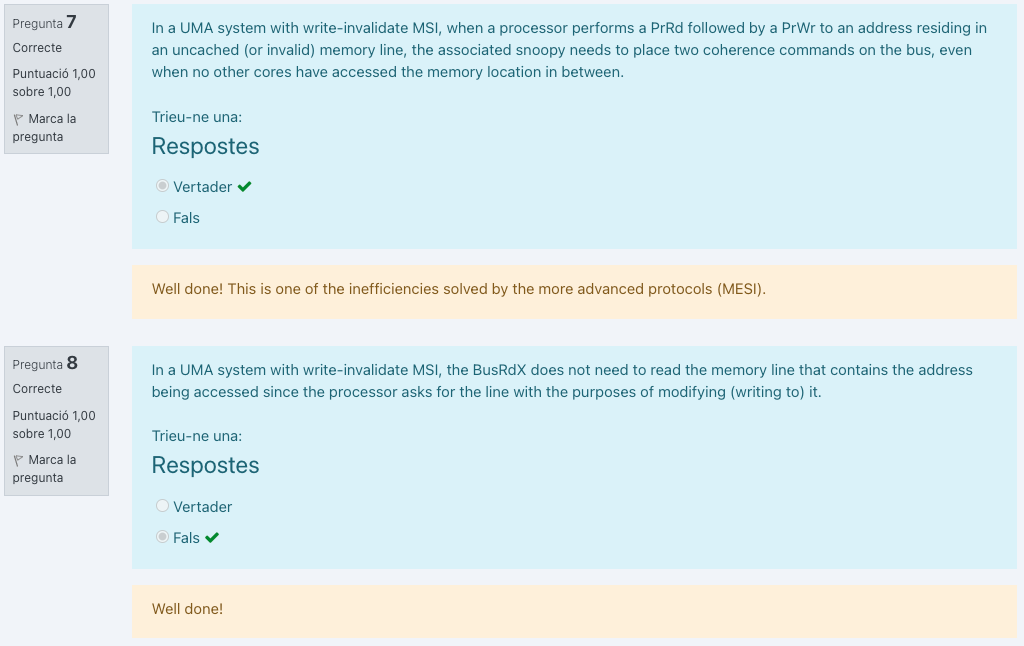 Pregunta 7
Correcte
Puntuació 1,00
sobre 1,00
Marca la
pregunta
In a UMA system with write-invalidate MSI, when a processor performs a PrRd followed by a PrWr to an address residing in
an uncached (or invalid) memory line, the associated snoopy needs to place two coherence commands on the bus, even
when no other cores have accessed the memory location in between.
Trieu-ne una:
Respostes
Vertader
Fals
Well done! This is one of the inefficiencies solved by the more advanced protocols (MESI).
Pregunta 8
Correcte
Puntuació 1,00
sobre 1,00
Marca la
pregunta
In a UMA system with write-invalidate MSI, the BusRdX does not need to read the memory line that contains the address
being accessed since the processor asks for the line with the purposes of modifying (writing to) it.
Trieu-ne una:
Respostes
Vertader
Fals
Well done!